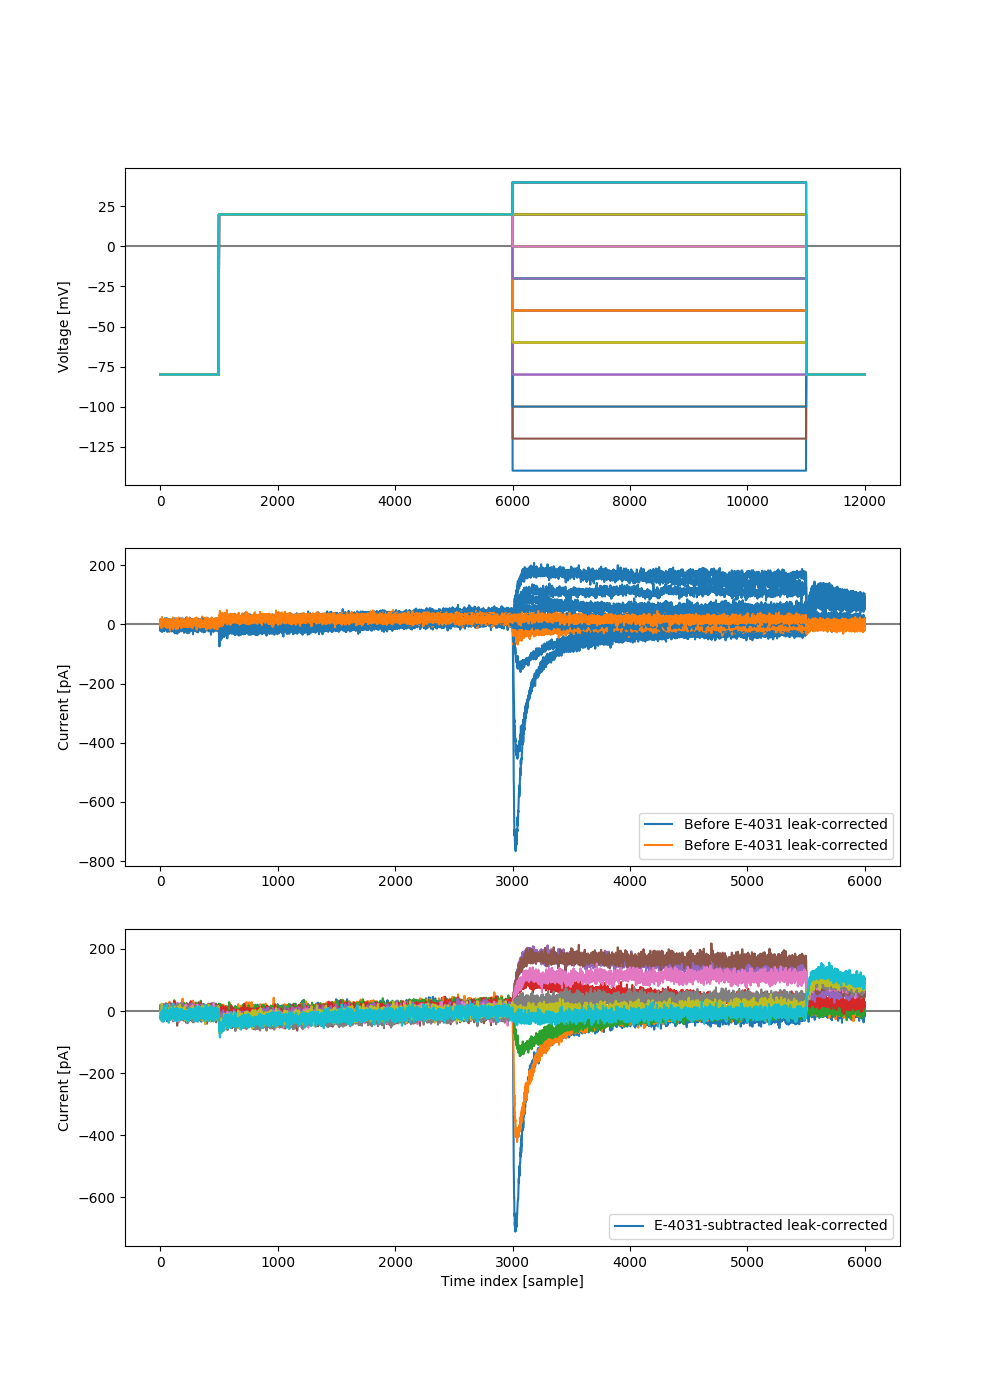 25
0
−25
−50
−75
−100
−125
Voltage [mV]
0 2000 4000 6000 8000 10000 12000
200
0
−200
−400
−600
−800
Current [pA]
Before E-4031 leak-corrected
Before E-4031 leak-corrected
0 1000 2000 3000 4000 5000 6000
200
0
−200
−400
−600
Current [pA]
E-4031-subtracted leak-corrected
0 1000 2000 3000 4000 5000 6000
Time index [sample]